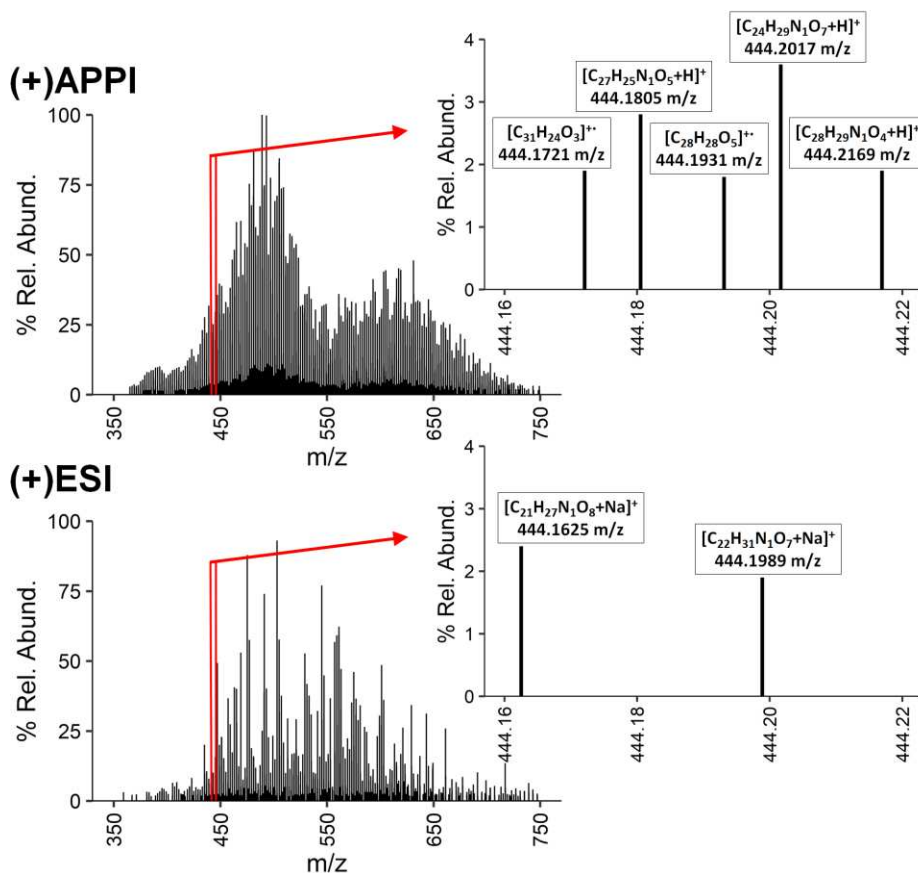 (+)APPI
% Rel. Abund.
100
75
50
25
0
350
450
550
650
750
m/z
% Rel. Abund.
4
3
2
1
0
[C₂₄H₂₉N₁O₇+H]⁺
444.2017 m/z
[C₂₇H₂₅N₁O₅+H]⁺
444.1805 m/z
[C₃₁H₂₄O₃]⁺·
444.1721 m/z
[C₂₈H₂₈O₅]⁺·
444.1931 m/z
[C₂₈H₂₉N₁O₄+H]⁺
444.2169 m/z
444.16
444.18
444.20
444.22
(+)ESI
% Rel. Abund.
100
75
50
25
0
350
450
550
650
750
m/z
% Rel. Abund.
4
3
2
1
0
[C₂₁H₂₇N₁O₈+Na]⁺
444.1625 m/z
[C₂₂H₃₁N₁O₇+Na]⁺
444.1989 m/z
444.16
444.18
444.20
444.22